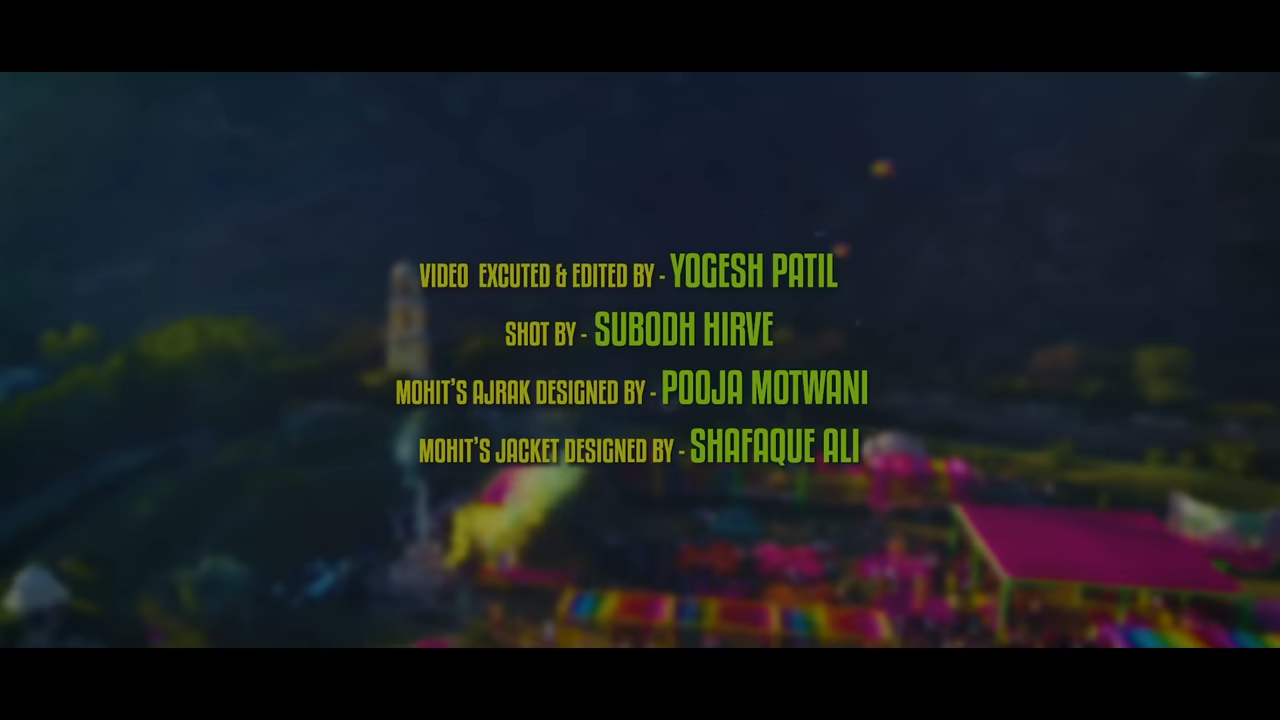 VIDEO EXCUTED & EDITED BY - YOGESH PATIL
SHOT BY - SUBODH HIRVE
MOHIT'S AJRAK DESIGNED BY - POOJA MOTWANI
MOHIT'S JACKET DESIGNED BY - SHAFAQUE ALI